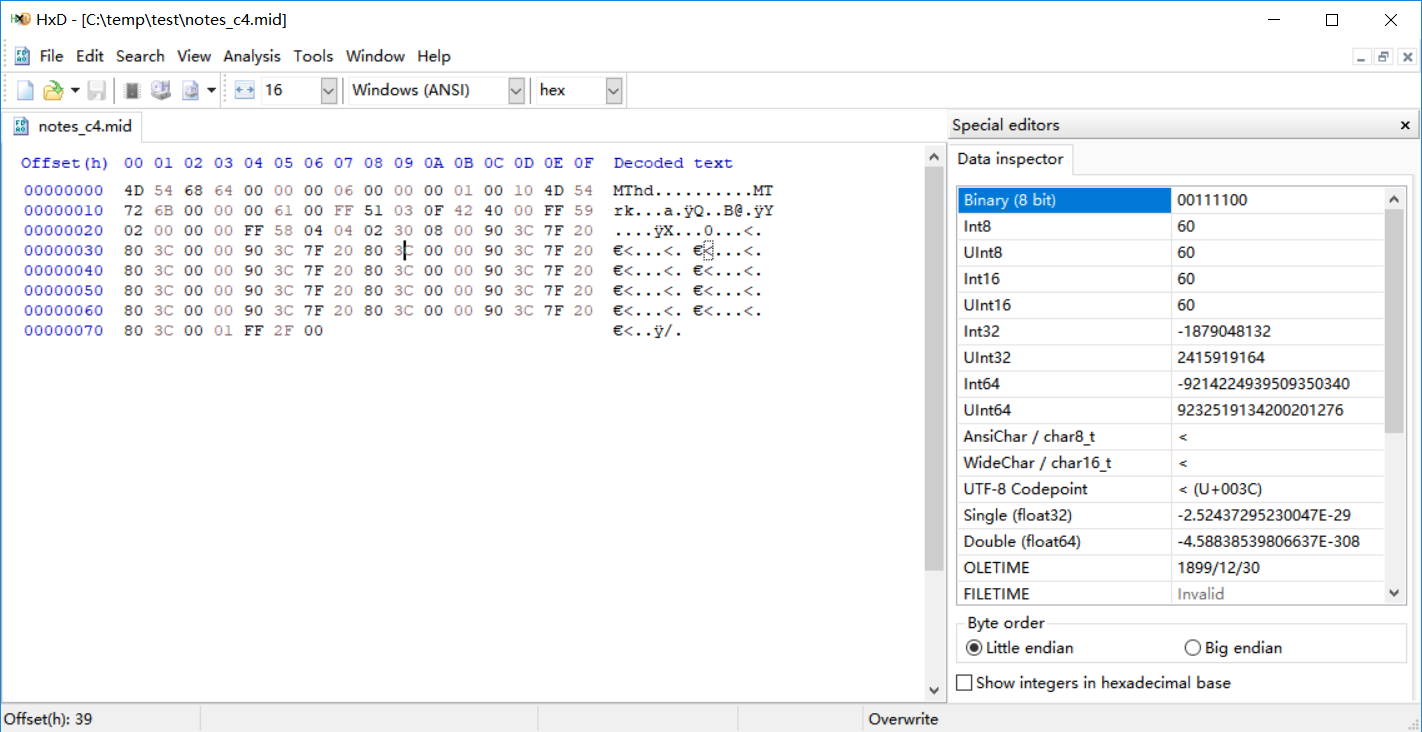 HxD - [C:\temp\test\notes_c4.mid]
File Edit Search View Analysis Tools Window Help
16 Windows (ANSI) hex
notes_c4.mid
Offset(h) 00 01 02 03 04 05 06 07 08 09 0A 0B 0C 0D 0E 0F Decoded text
00000000 4D 54 68 64 00 00 00 06 00 00 00 01 00 10 4D 54 MThd..........MT
00000010 72 6B 00 00 00 61 00 FF 51 03 0F 42 40 00 FF 59 rk...a.ÿQ..B@.ÿY
00000020 02 00 00 00 FF 58 04 04 02 30 08 00 90 3C 7F 20 ....ÿX...0...<.
00000030 80 3C 00 00 90 3C 7F 20 80 3C 00 00 90 3C 7F 20 €<...<. €<...<.
00000040 80 3C 00 00 90 3C 7F 20 80 3C 00 00 90 3C 7F 20 €<...<. €<...<.
00000050 80 3C 00 00 90 3C 7F 20 80 3C 00 00 90 3C 7F 20 €<...<. €<...<.
00000060 80 3C 00 00 90 3C 7F 20 80 3C 00 00 90 3C 7F 20 €<...<. €<...<.
00000070 80 3C 00 01 FF 2F 00 €<..ÿ/.
Special editors
Data inspector
Binary (8 bit) 00111100
Int8 60
UInt8 60
Int16 60
UInt16 60
Int32 -1879048132
UInt32 2415919164
Int64 -9214224939509350340
UInt64 9232519134200201276
AnsiChar / char8_t <
WideChar / char16_t <
UTF-8 Codepoint < (U+003C)
Single (float32) -2.52437295230047E-29
Double (float64) -4.58838539806637E-308
OLETIME 1899/12/30
FILETIME Invalid
Byte order
Little endian Big endian
Show integers in hexadecimal base
Offset(h): 39 Overwrite